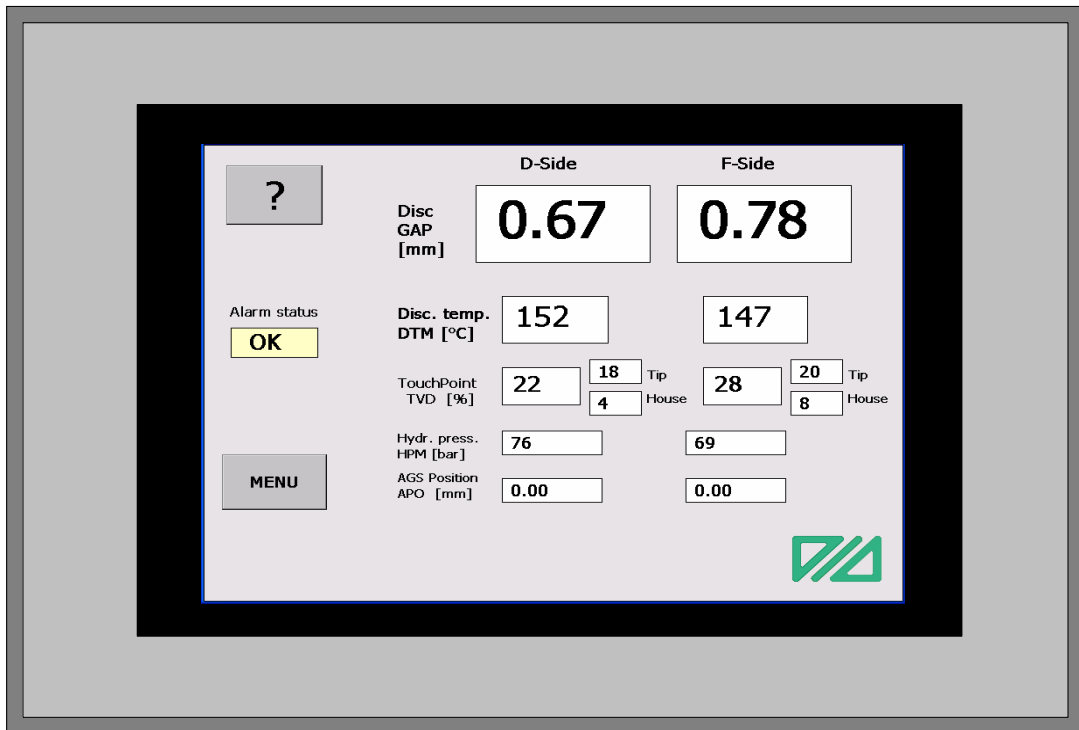 D-Side F-Side
?
Disc
GAP
[mm]
0.67 0.78
Alarm status
OK
Disc. temp.
DTM [°C]
152 147
TouchPoint
TVD [%]
22 18 Tip 28 20 Tip
4 House 8 House
Hydr. press.
HPM [bar]
76 69
MENU
AGS Position
APO [mm]
0.00 0.00